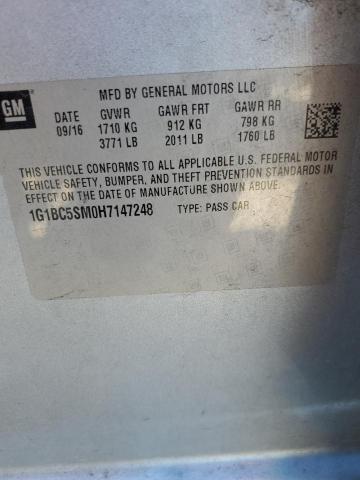 GM
MFD BY GENERAL MOTORS LLC
DATE GVWR GAWR FRT GAWR RR
09/16 1710 KG 912 KG 798 KG
3771 LB 2011 LB 1760 LB
THIS VEHICLE CONFORMS TO ALL APPLICABLE U.S. FEDERAL MOTOR
VEHICLE SAFETY, BUMPER, AND THEFT PREVENTION STANDARDS IN
EFFECT ON THE DATE OF MANUFACTURE SHOWN ABOVE.
1G1BC5SM0H7147248 TYPE: PASS CAR